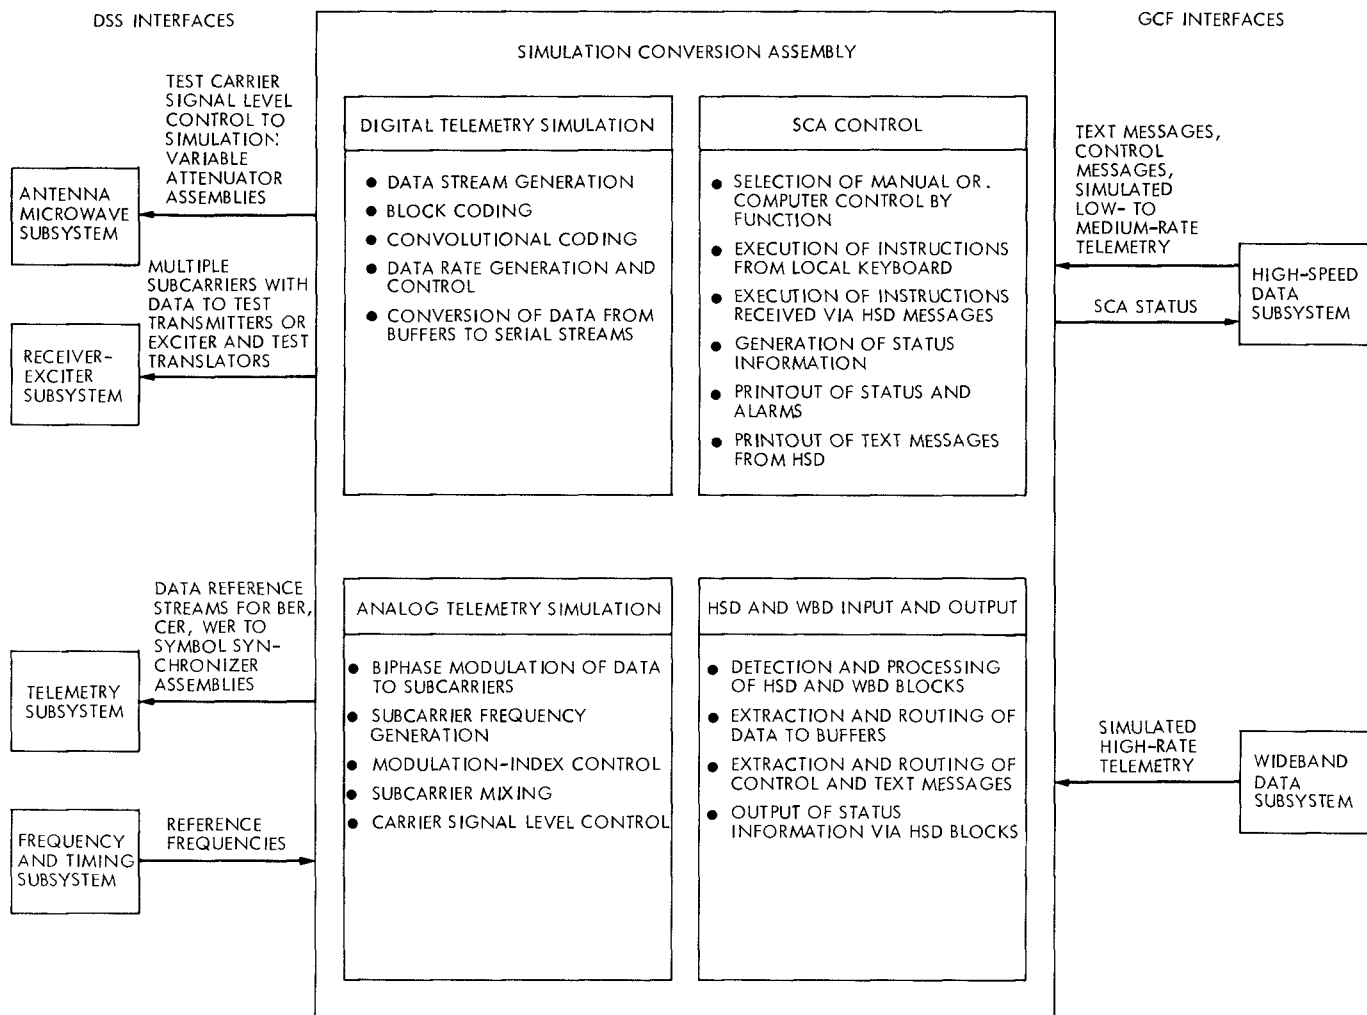 DSS INTERFACES
GCF INTERFACES
SIMULATION CONVERSION ASSEMBLY
TEST CARRIER
SIGNAL LEVEL
CONTROL TO
SIMULATION
VARIABLE
ATTENUATOR
ASSEMBLIES
ANTENNA
MICROWAVE
SUBSYSTEM
MULTIPLE
SUBCARRIERS WITH
DATA TO TEST
TRANSMITTERS OR
EXCITER AND TEST
TRANSLATORS
RECEIVER-
EXCITER
SUBSYSTEM
DATA REFERENCE
STREAMS FOR BER,
CER, WER TO
SYMBOL SYN-
CHRONIZER
ASSEMBLIES
TELEMETRY
SUBSYSTEM
REFERENCE
FREQUENCIES
FREQUENCY
AND TIMING
SUBSYSTEM
DIGITAL TELEMETRY SIMULATION
● DATA STREAM GENERATION
● BLOCK CODING
● CONVOLUTIONAL CODING
● DATA RATE GENERATION AND
CONTROL
● CONVERSION OF DATA FROM
BUFFERS TO SERIAL STREAMS
SCA CONTROL
● SELECTION OF MANUAL OR.
COMPUTER CONTROL BY
FUNCTION
● EXECUTION OF INSTRUCTIONS
FROM LOCAL KEYBOARD
● EXECUTION OF INSTRUCTIONS
RECEIVED VIA HSD MESSAGES
● GENERATION OF STATUS
INFORMATION
● PRINTOUT OF STATUS AND
ALARMS
● PRINTOUT OF TEXT MESSAGES
FROM HSD
ANALOG TELEMETRY SIMULATION
● BIPHASE MODULATION OF DATA
TO SUBCARRIERS
● SUBCARRIER FREQUENCY
GENERATION
● MODULATION-INDEX CONTROL
● SUBCARRIER MIXING
● CARRIER SIGNAL LEVEL CONTROL
HSD AND WBD INPUT AND OUTPUT
● DETECTION AND PROCESSING
OF HSD AND WBD BLOCKS
● EXTRACTION AND ROUTING OF
DATA TO BUFFERS
● EXTRACTION AND ROUTING OF
CONTROL AND TEXT MESSAGES
● OUTPUT OF STATUS
INFORMATION VIA HSD BLOCKS
TEXT MESSAGES,
CONTROL
MESSAGES,
SIMULATED
LOW- TO
MEDIUM-RATE
TELEMETRY
SCA STATUS
HIGH-SPEED
DATA
SUBSYSTEM
SIMULATED
HIGH-RATE
TELEMETRY
WIDEBAND
DATA
SUBSYSTEM